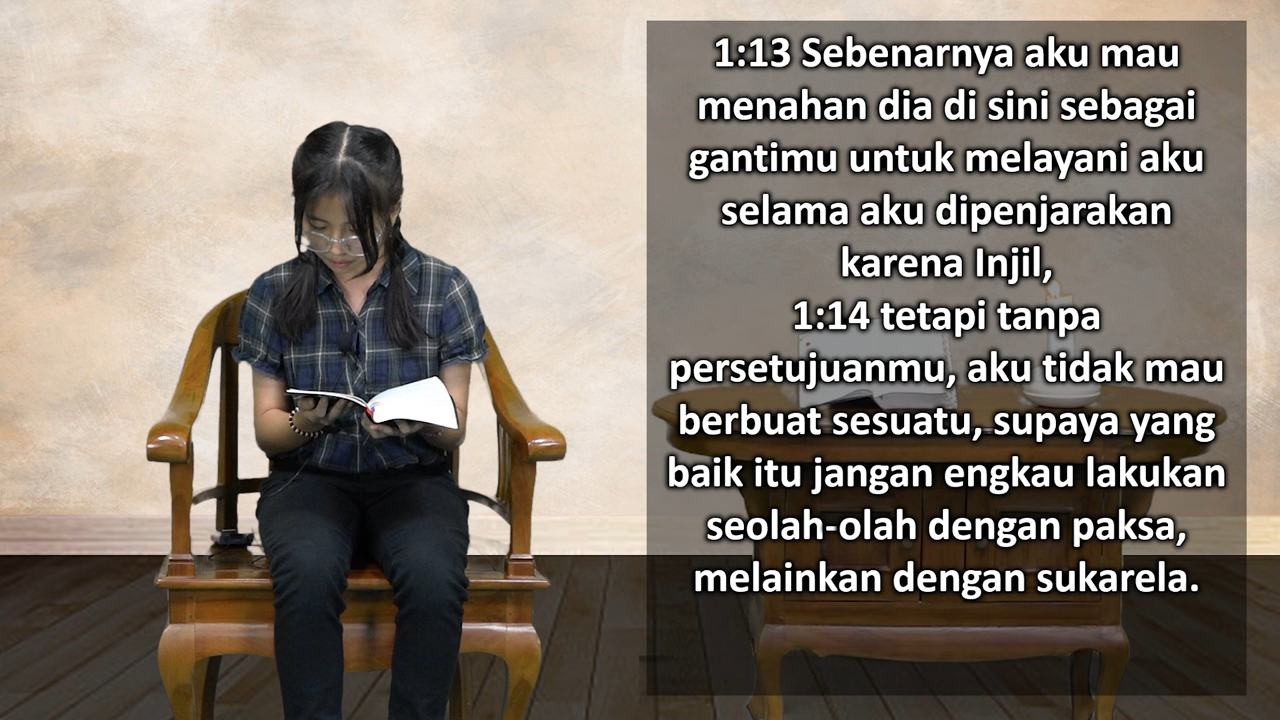 1:13 Sebenarnya aku mau
menahan dia di sini sebagai
gantimu untuk melayani aku
selama aku dipenjarakan
karena Injil,
1:14 tetapi tanpa
persetujuanmu, aku tidak mau
berbuat sesuatu, supaya yang
baik itu jangan engkau lakukan
seolah-olah dengan paksa,
melainkan dengan sukarela.